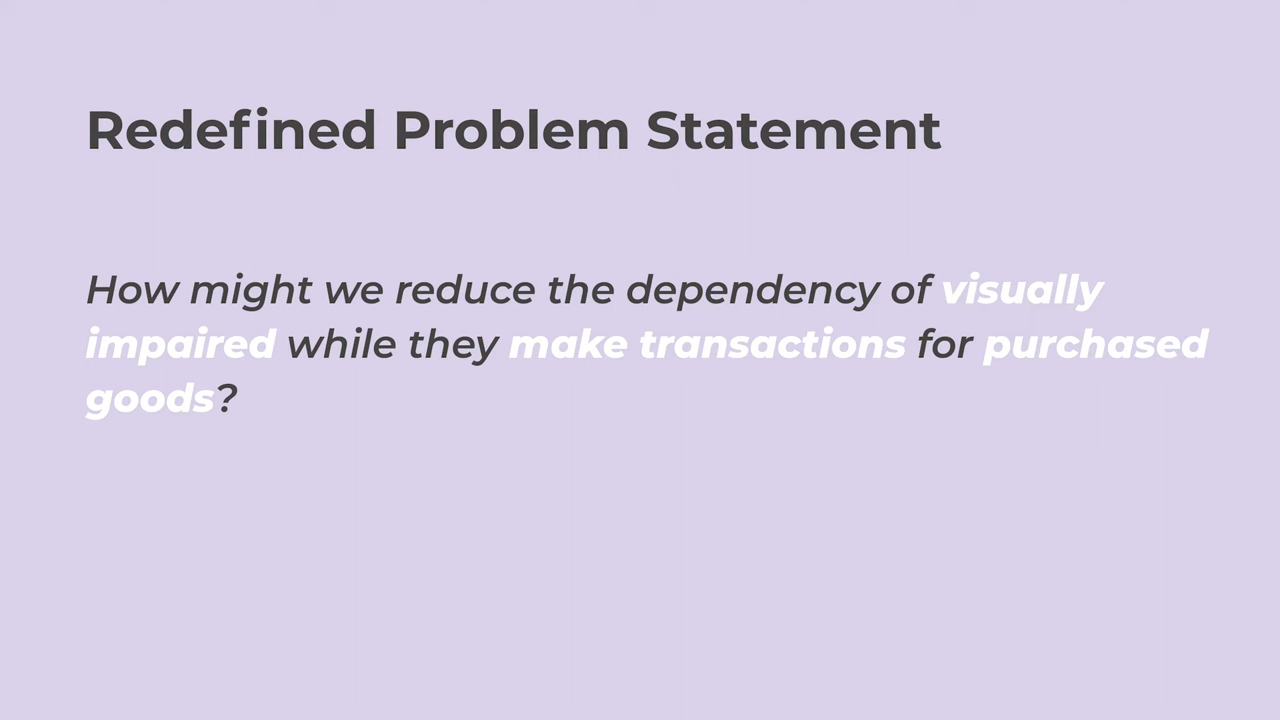 Redefined Problem Statement
How might we reduce the dependency of visually
impaired while they make transactions for purchased
goods?